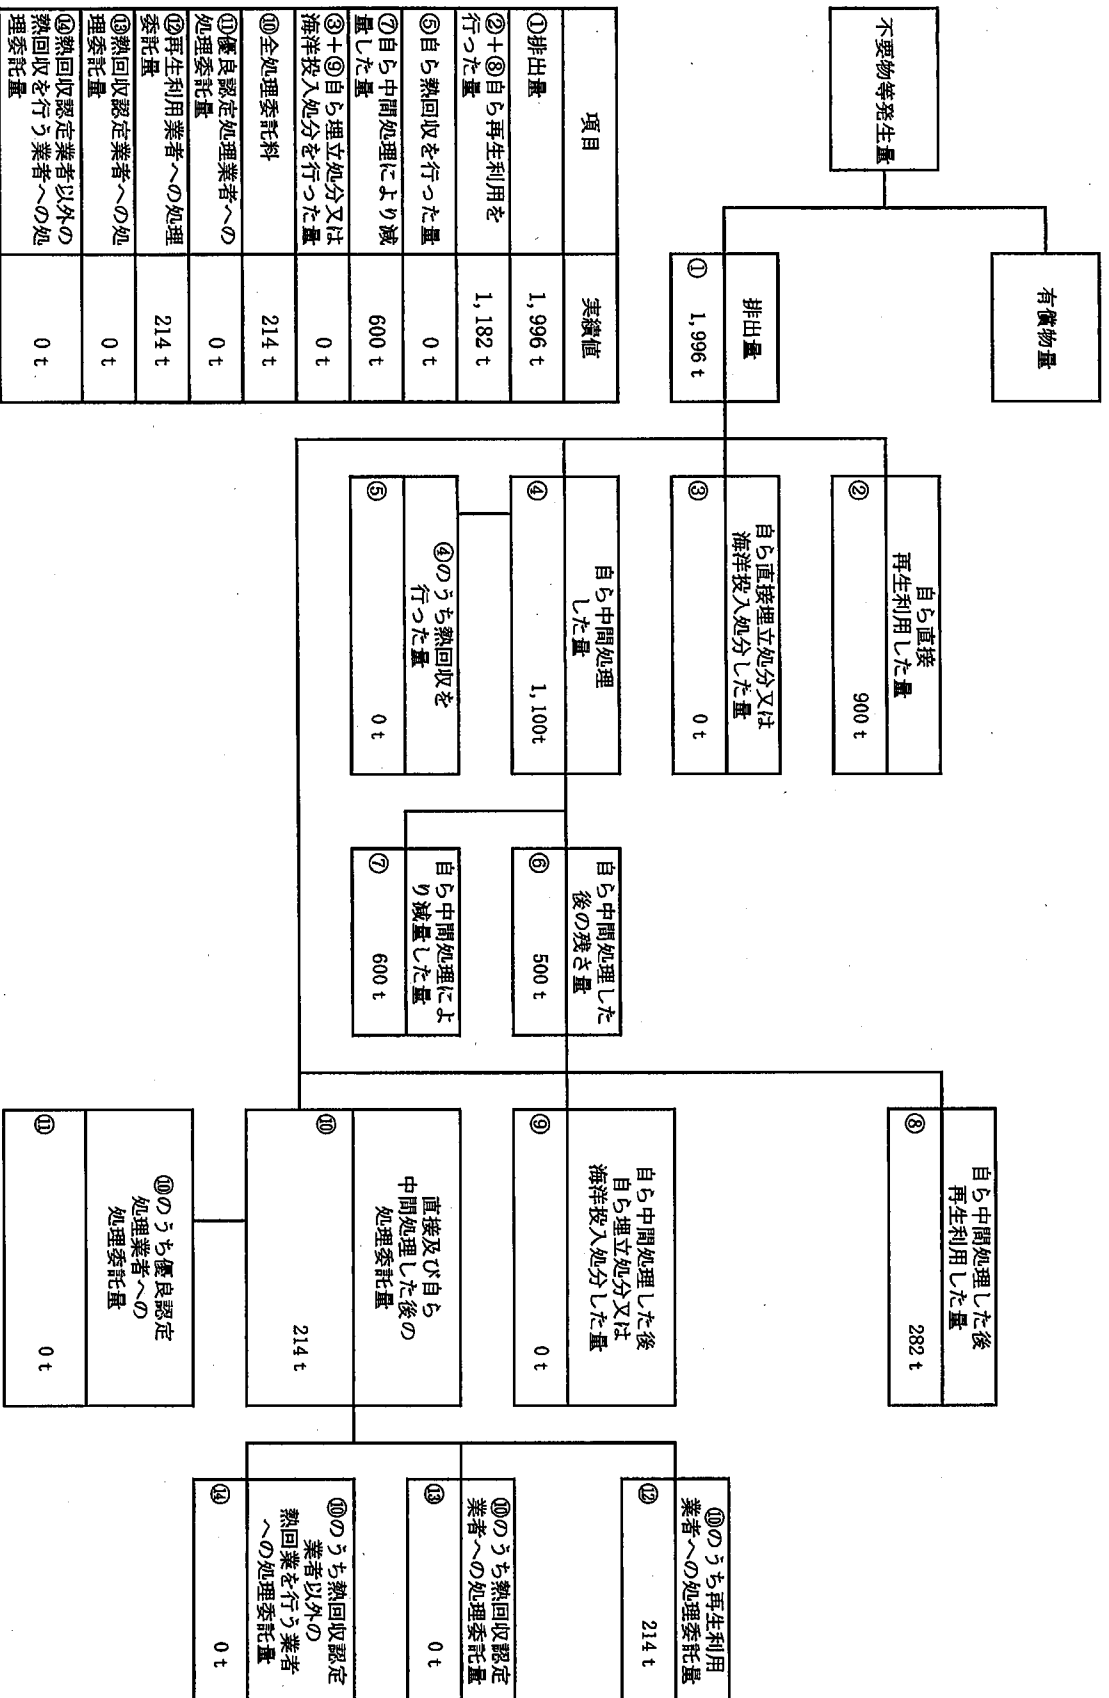 不要物等発生量
有償物量
排出量
① 1,996 t
自ら直接
再生利用した量
② 900 t
自ら直接埋立処分又は
海洋投入処分した量
③ 0 t
自ら中間処理
した量
④ 1,100t
④のうち熱回収を
行った量
⑤ 0 t
自ら中間処理した
後の残さ量
⑥ 500 t
自ら中間処理によ
り減量した量
⑦ 600 t
自ら中間処理した後
再生利用した量
⑧ 282 t
自ら中間処理した後
自ら埋立処分又は
海洋投入処分した量
⑨ 0 t
直接及び自ら
中間処理した後の
処理委託量
⑩ 214 t
⑩のうち優良認定
処理業者への
処理委託量
⑪ 0 t
⑩のうち再生利用
業者への処理委託量
⑫ 214 t
⑩のうち熱回収認定
業者への処理委託量
⑬ 0 t
⑩のうち熱回収認定
業者以外の
熱回業を行う業者
への処理委託量
⑭ 0 t
項目 実績値
①排出量 1,996 t
②+⑧自ら再生利用を
行った量 1,182 t
⑤自ら熱回収を行った量 0 t
⑦自ら中間処理により減
量した量 600 t
③+⑨自ら埋立処分又は
海洋投入処分を行った量 0 t
⑩全処理委託料 214 t
⑪優良認定処理業者への
処理委託量 0 t
⑫再生利用業者への処理
委託量 214 t
⑬熱回収認定業者への処
理委託量 0 t
⑭熱回収認定業者以外の
熱回収を行う業者への処
理委託量 0 t